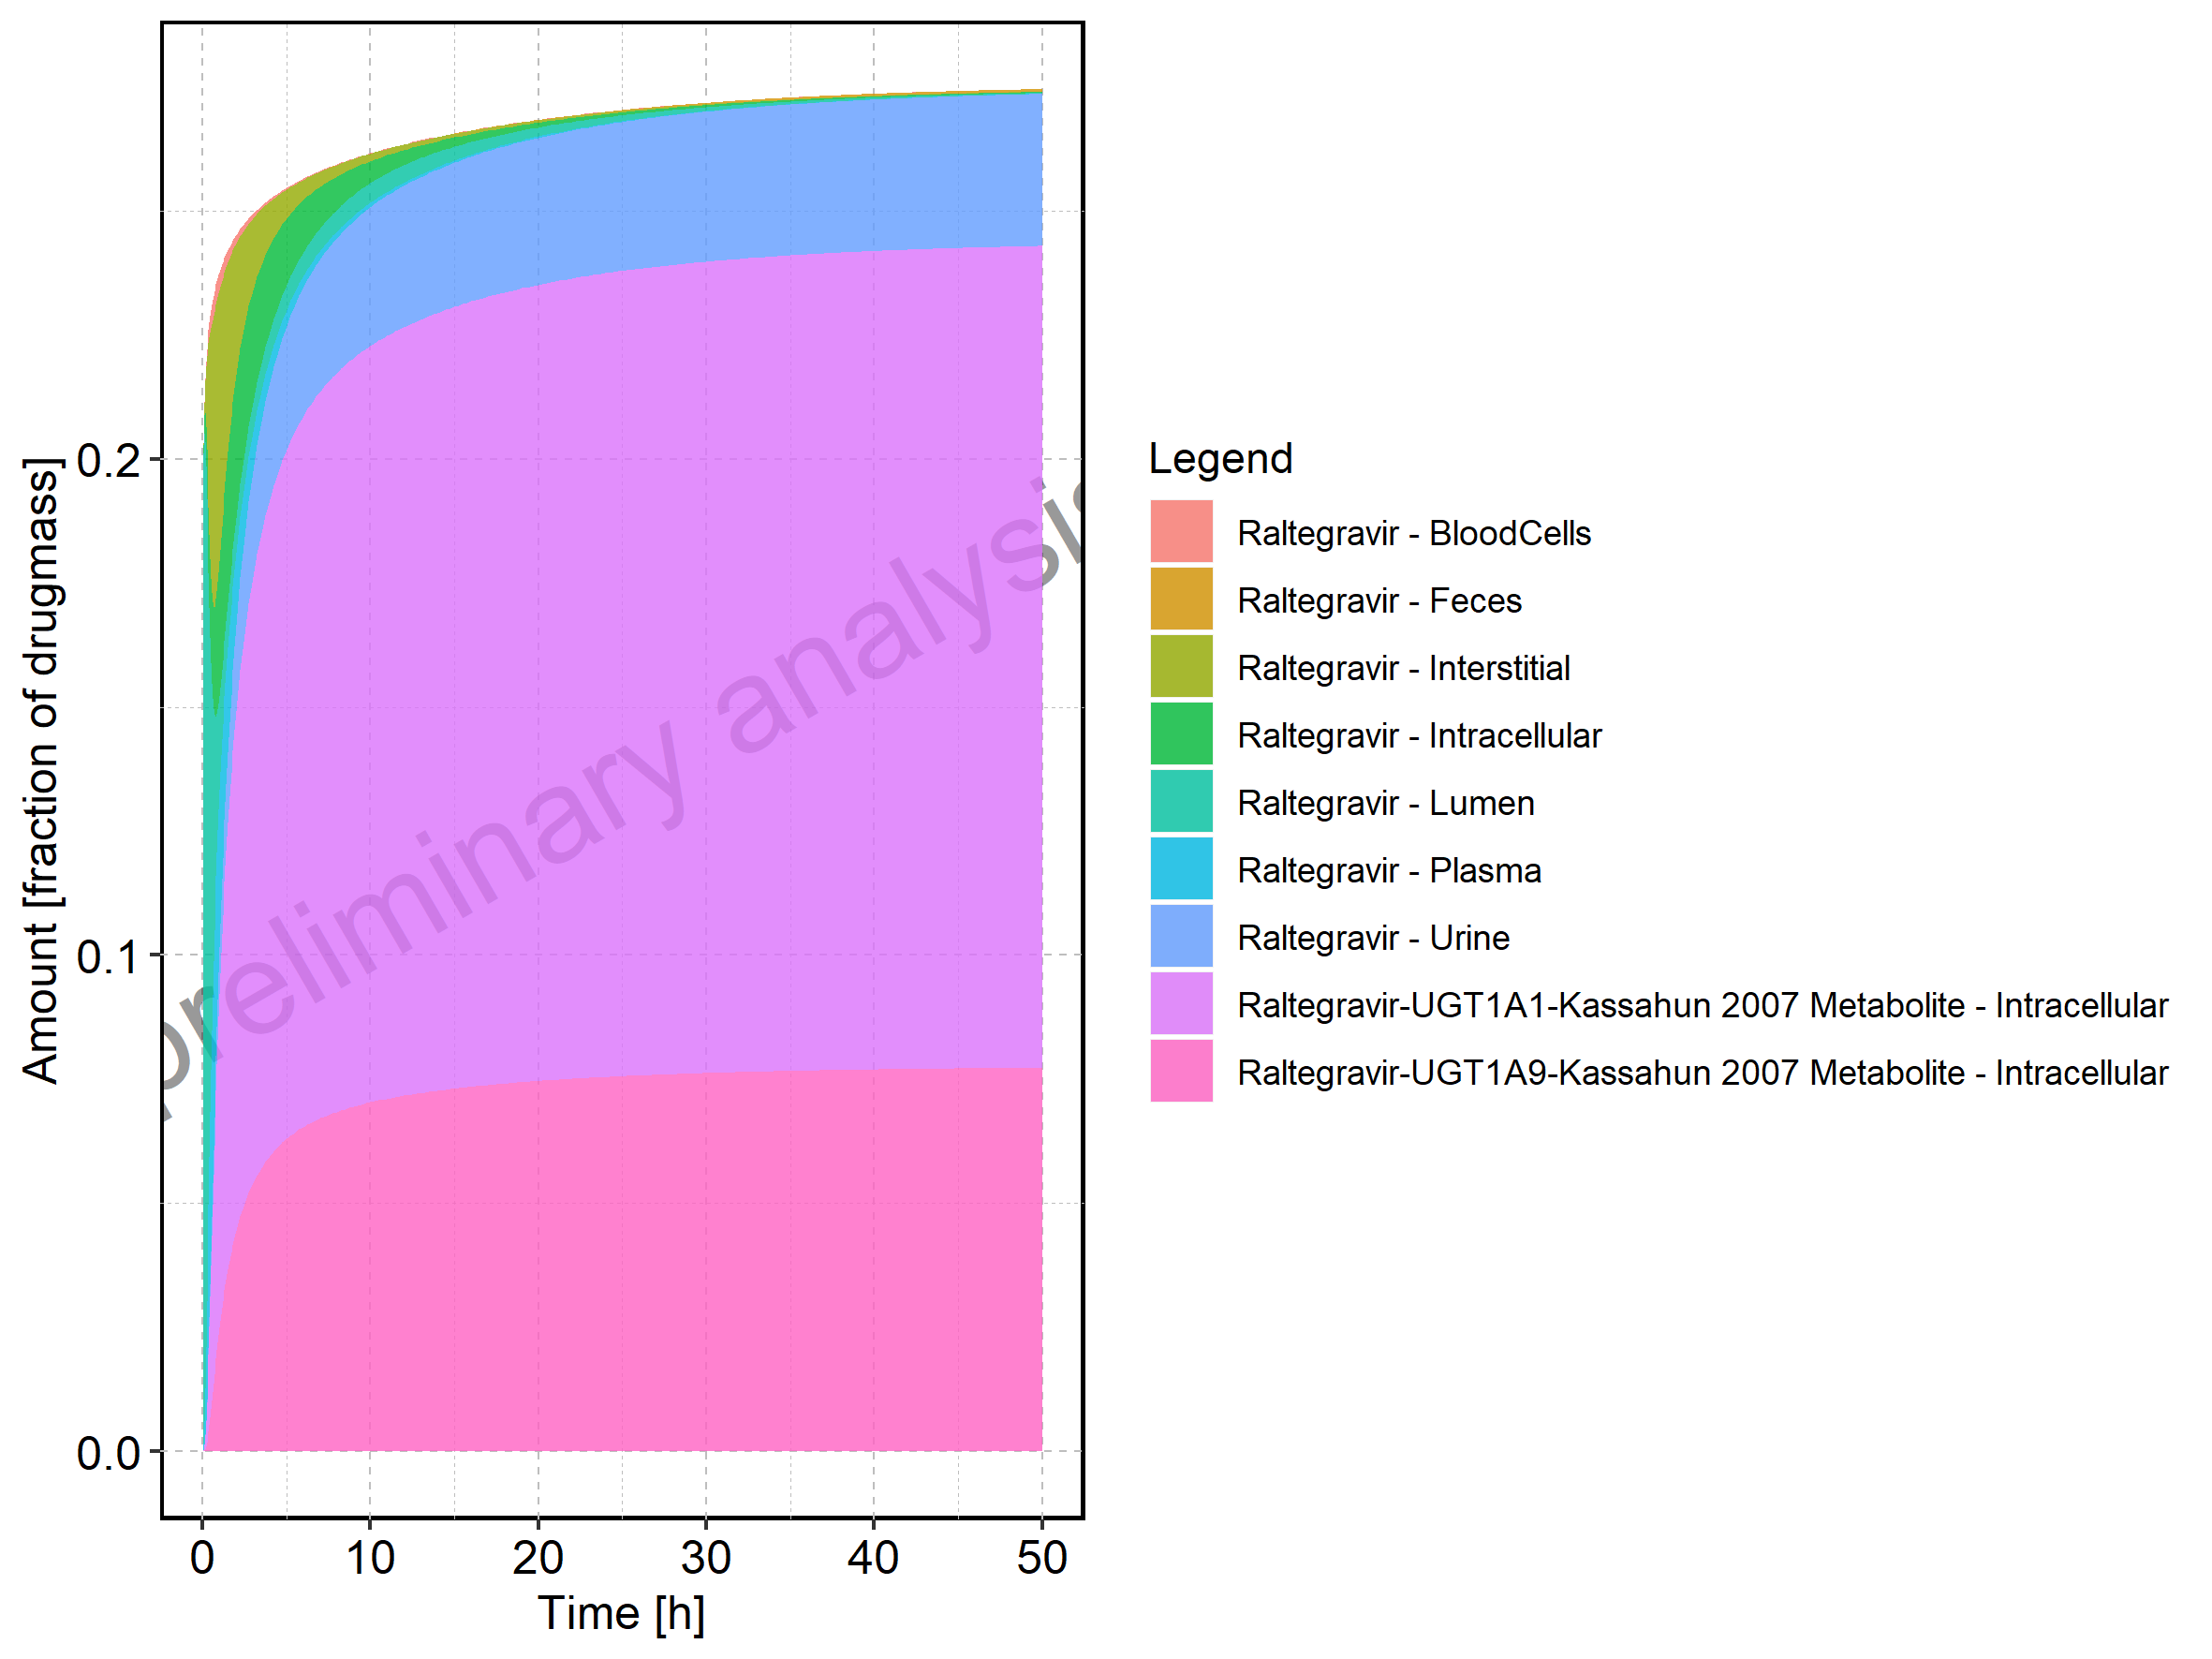 Amount [fraction of drugmass]
0.2
0.1
0.0
0 10 20 30 40 50
Time [h]
preliminary analysis
Legend
Raltegravir - BloodCells
Raltegravir - Feces
Raltegravir - Interstitial
Raltegravir - Intracellular
Raltegravir - Lumen
Raltegravir - Plasma
Raltegravir - Urine
Raltegravir-UGT1A1-Kassahun 2007 Metabolite - Intracellular
Raltegravir-UGT1A9-Kassahun 2007 Metabolite - Intracellular